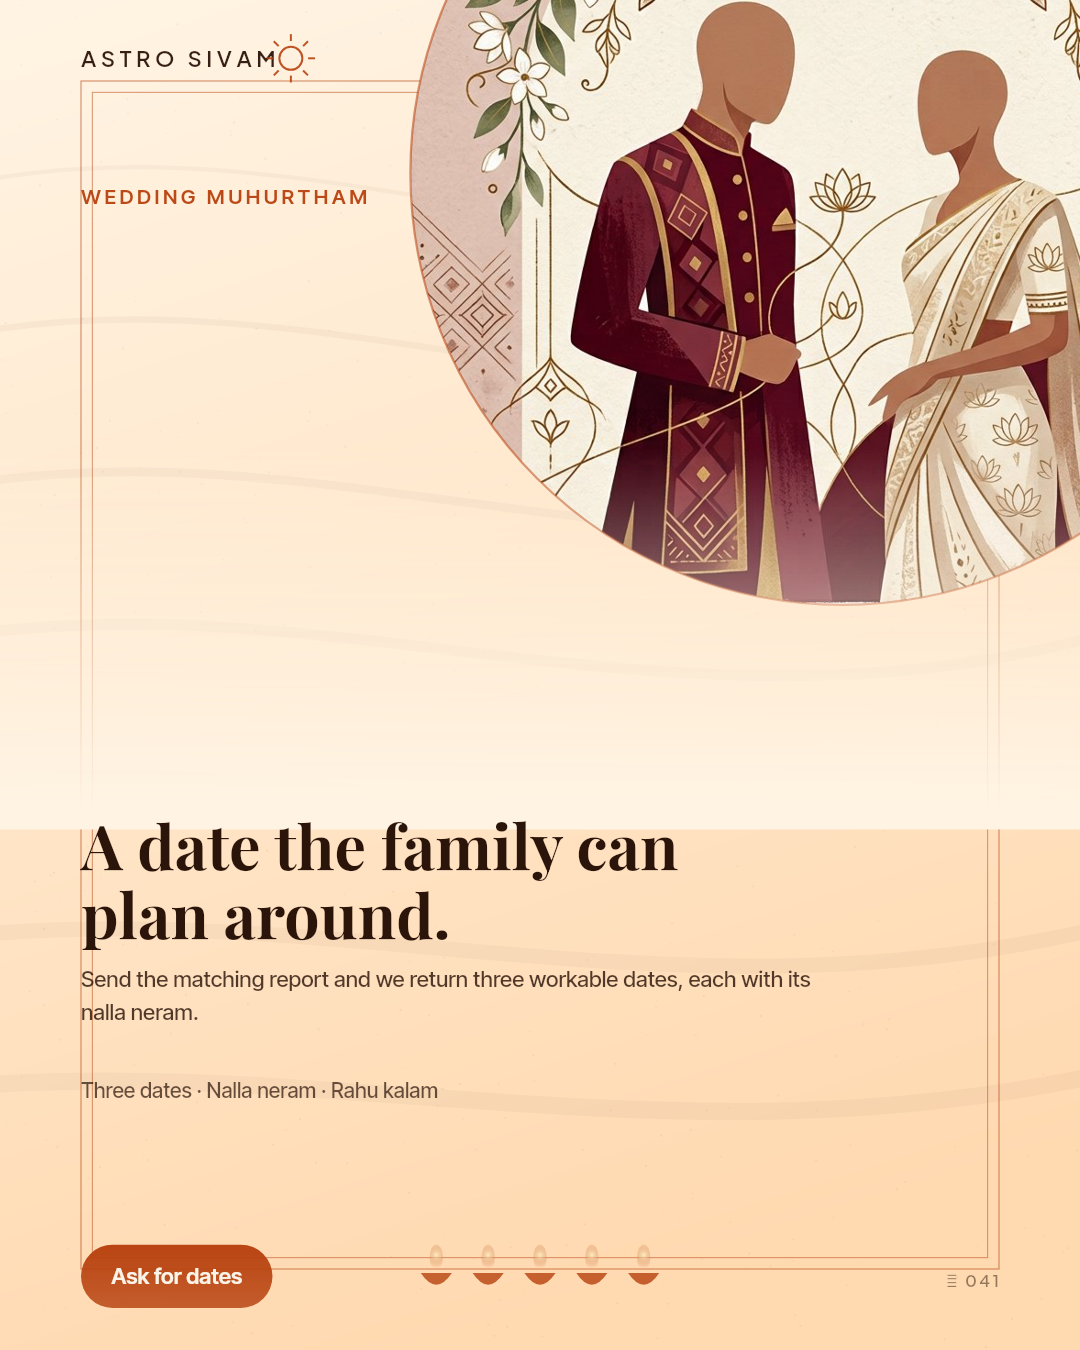 ASTRO SIVAM
WEDDING MUHURTHAM
A date the family can
plan around.
Send the matching report and we return three workable dates, each with its
nalla neram.
Three dates · Nalla neram · Rahu kalam
Ask for dates
041